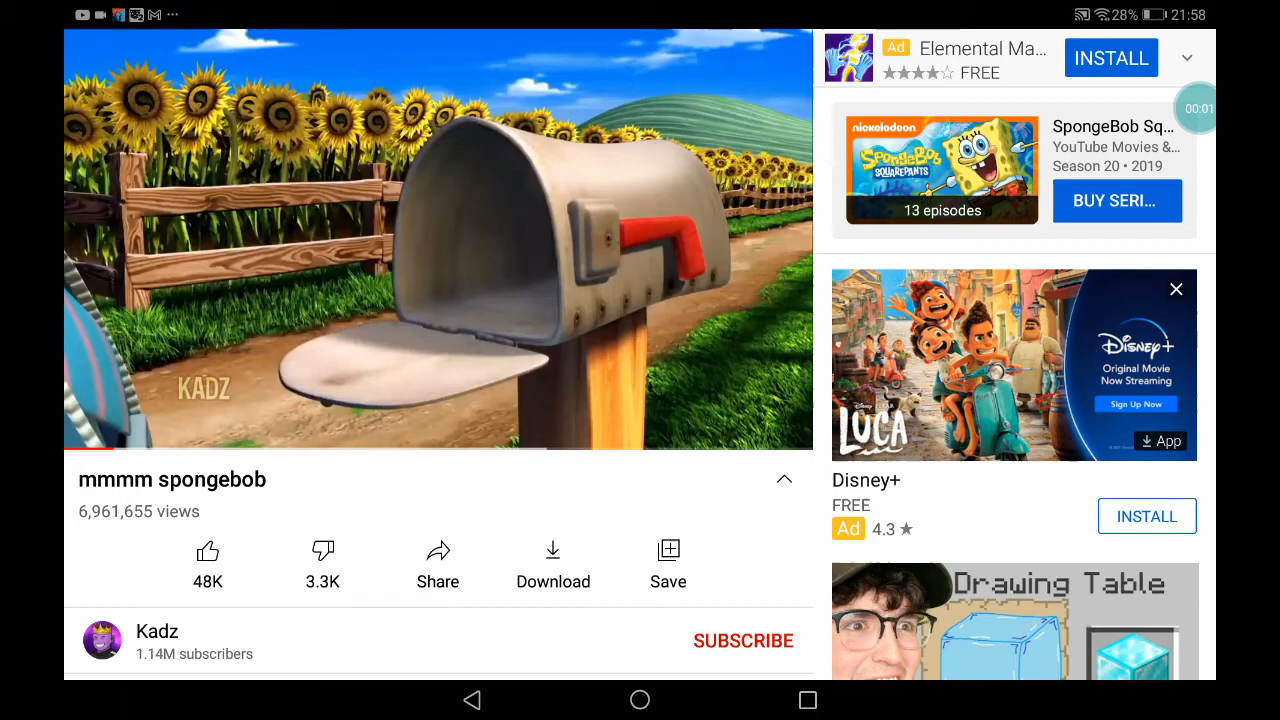 28% 21:58
KADZ
mmmm spongebob
6,961,655 views
48K
3.3K
Share
Download
Save
Kadz
1.14M subscribers
SUBSCRIBE
Ad Elemental Ma...
FREE
INSTALL
00:01
nickelodeon
SpongeBob
SQUAREPANTS
13 episodes
SpongeBob Sq...
YouTube Movies &...
Season 20 • 2019
BUY SERI...
DISNEY PIXAR
LUCA
Disney+
Original Movie
Now Streaming
Sign Up Now
App
Disney+
FREE
Ad 4.3 ★
INSTALL
Drawing Table